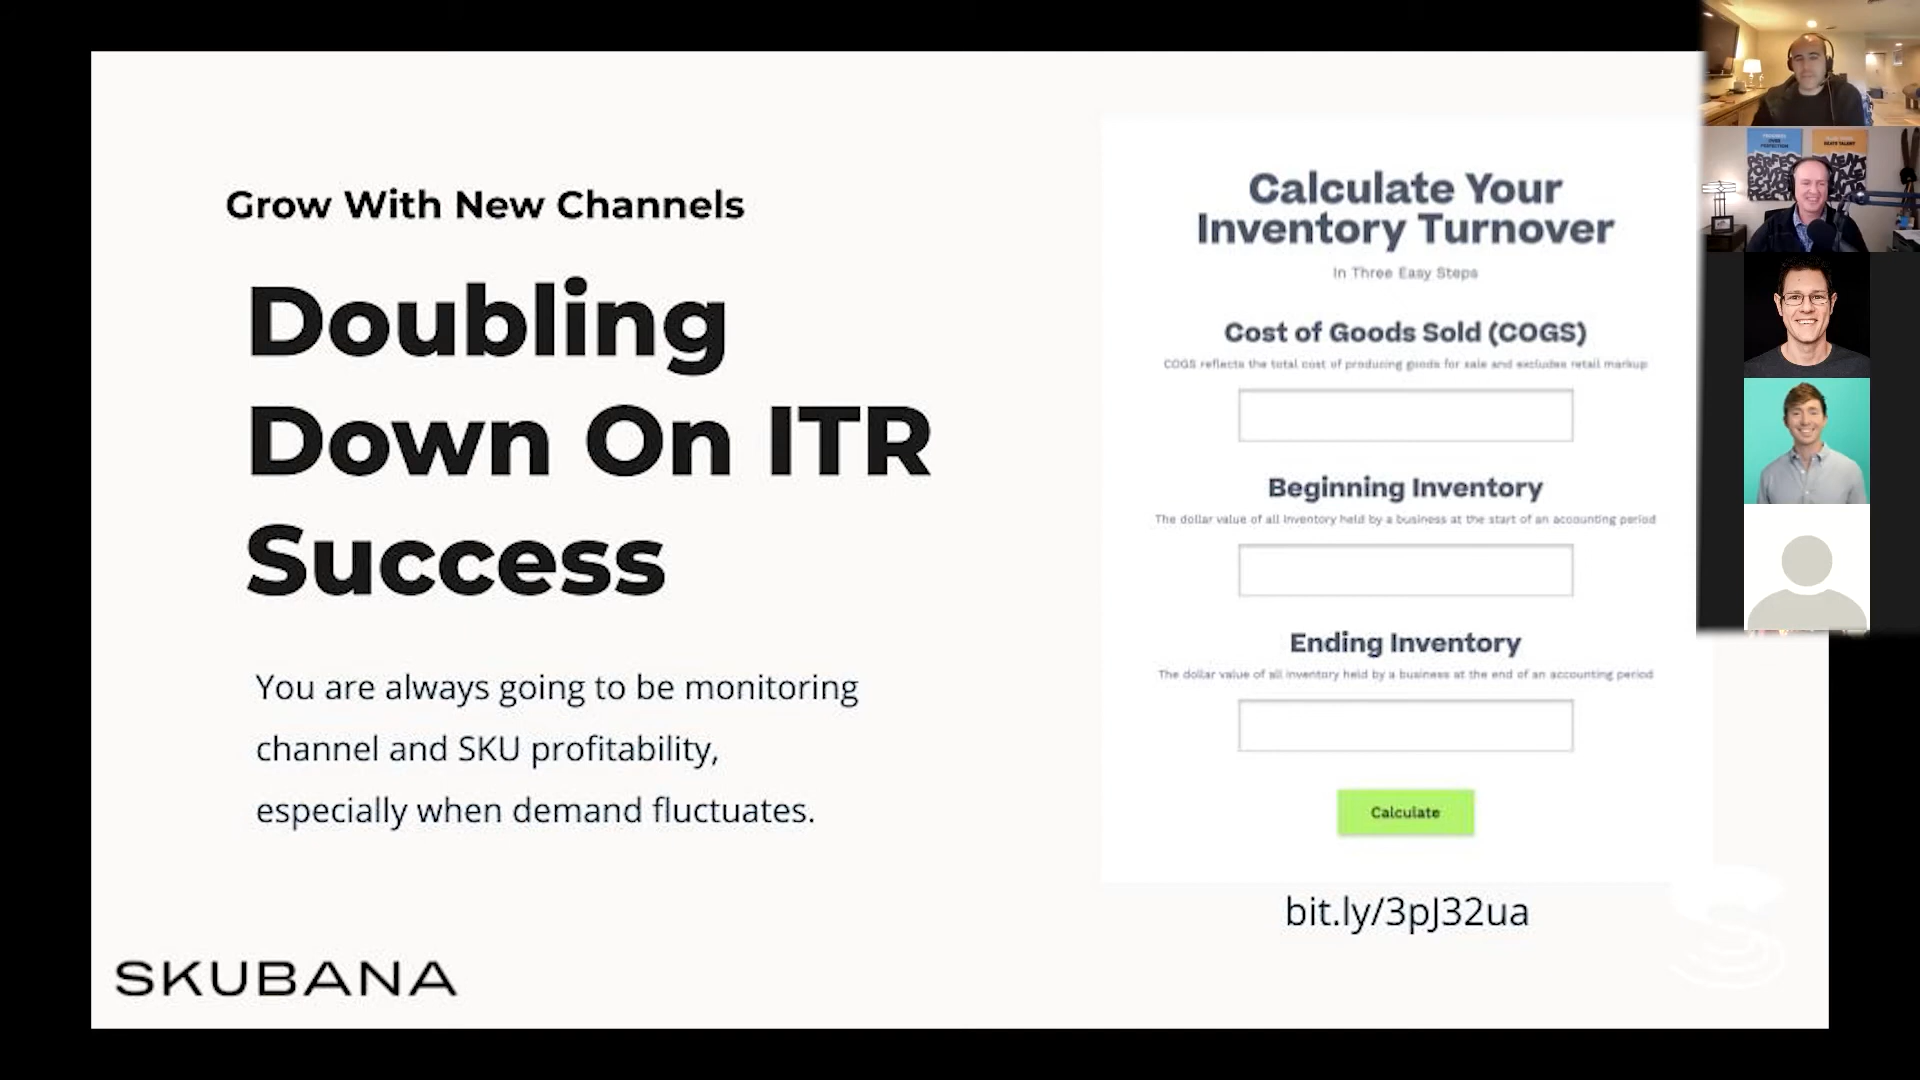 Grow With New Channels
Doubling
Down On ITR
Success
You are always going to be monitoring
channel and SKU profitability,
especially when demand fluctuates.
SKUBANA
Calculate Your
Inventory Turnover
In Three Easy Steps
Cost of Goods Sold (COGS)
COGS reflects the total cost of producing goods for sale and excludes retail markup
Beginning Inventory
The dollar value of all inventory held by a business at the start of an accounting period
Ending Inventory
The dollar value of all inventory held by a business at the end of an accounting period
Calculate
bit.ly/3pJ32ua